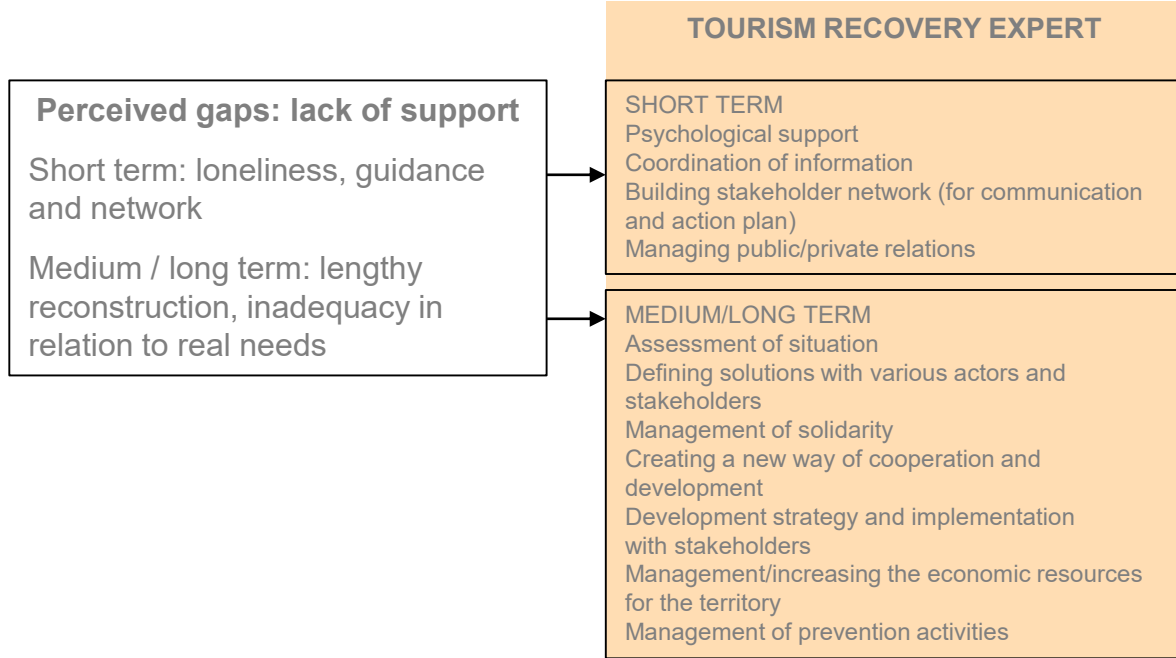 TOURISM RECOVERY EXPERT
Perceived gaps: lack of support
Short term: loneliness, guidance
and network
Medium / long term: lengthy
reconstruction, inadequacy in
relation to real needs
SHORT TERM
Psychological support
Coordination of information
Building stakeholder network (for communication
and action plan)
Managing public/private relations
MEDIUM/LONG TERM
Assessment of situation
Defining solutions with various actors and
stakeholders
Management of solidarity
Creating a new way of cooperation and
development
Development strategy and implementation
with stakeholders
Management/increasing the economic resources
for the territory
Management of prevention activities